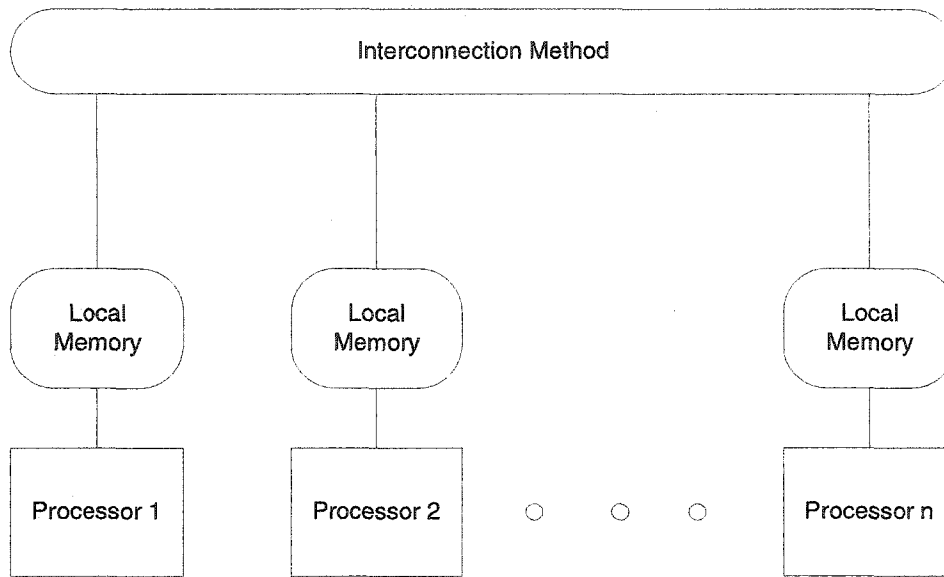 Interconnection Method
Local
Memory
Local
Memory
Local
Memory
Processor 1
Processor 2
Processor n